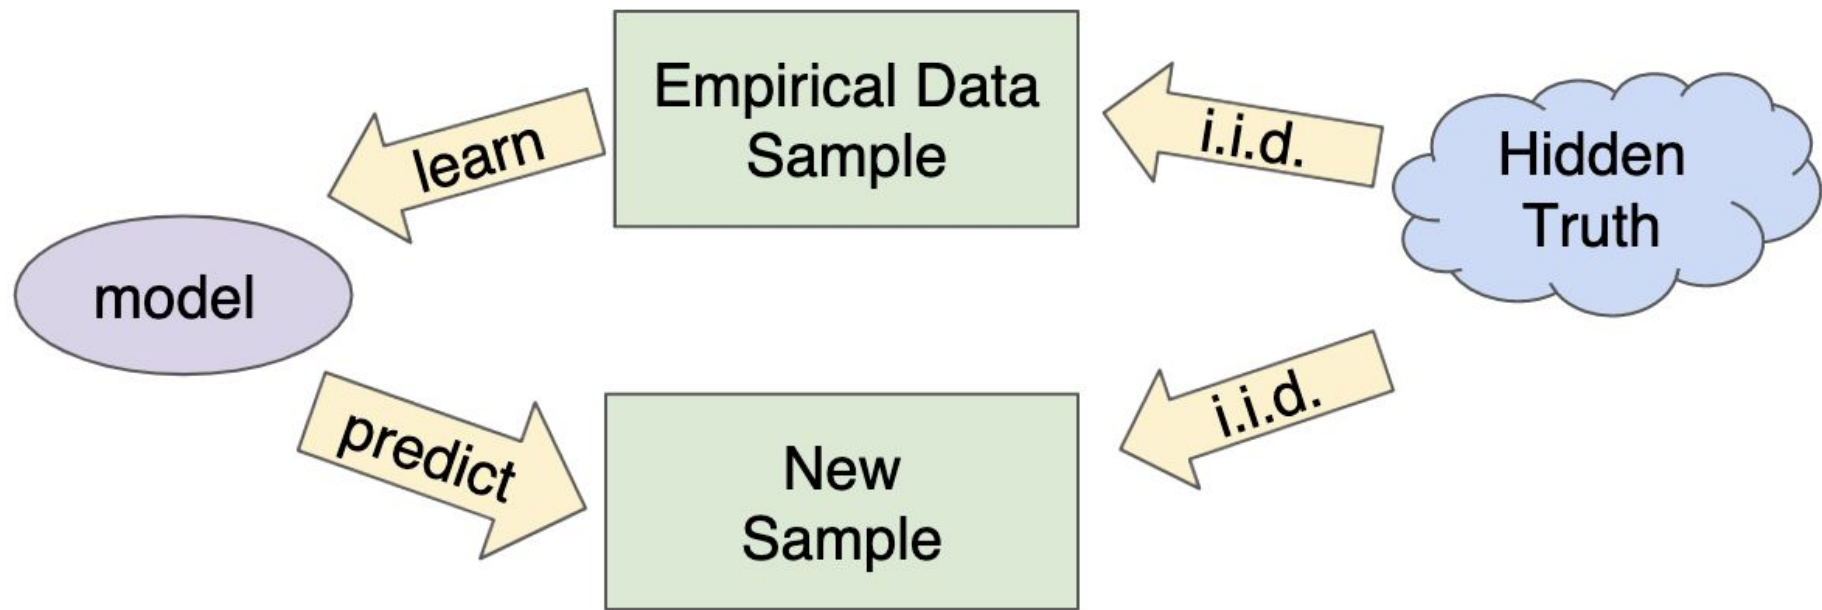 Empirical Data
Sample
i.i.d.
Hidden
Truth
learn
model
predict
New
Sample
i.i.d.